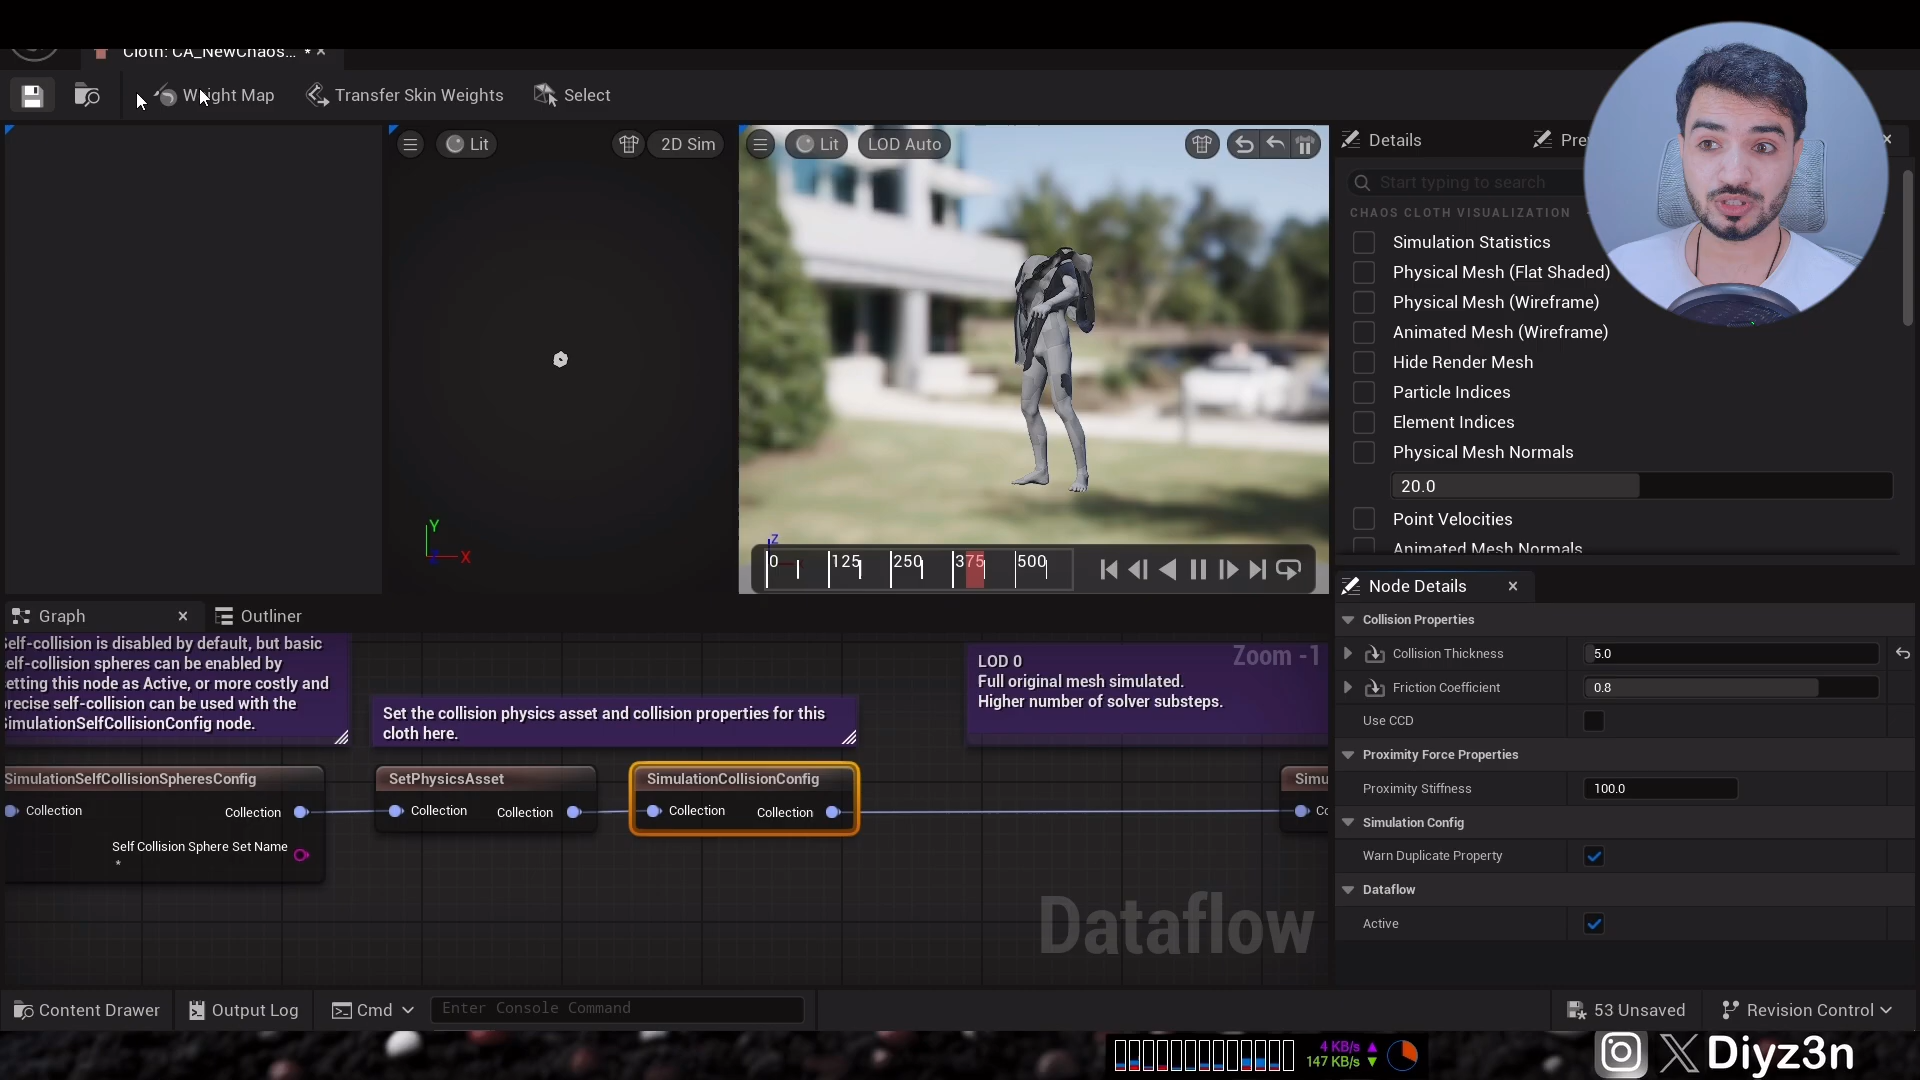 Cloth: CA_NewChaos... *
Weight Map
Transfer Skin Weights
Select
Lit
2D Sim
Lit
LOD Auto
Details
Start typing to search
CHAOS CLOTH VISUALIZATION
Simulation Statistics
Physical Mesh (Flat Shaded)
Physical Mesh (Wireframe)
Animated Mesh (Wireframe)
Hide Render Mesh
Particle Indices
Element Indices
Physical Mesh Normals
20.0
Point Velocities
Animated Mesh Normals
Y
X
Z
0 125 250 375 500
Graph
Outliner
Self-collision is disabled by default, but basic
self-collision spheres can be enabled by
setting this node as Active, or more costly and
precise self-collision can be used with the
SimulationSelfCollisionConfig node.
Set the collision physics asset and collision properties for this
cloth here.
LOD 0
Full original mesh simulated.
Higher number of solver substeps.
Zoom -1
SimulationSelfCollisionSpheresConfig
Collection
Collection
Self Collision Sphere Set Name
*
SetPhysicsAsset
Collection
Collection
SimulationCollisionConfig
Collection
Collection
Simu
Co
Dataflow
Node Details
Collision Properties
Collision Thickness
5.0
Friction Coefficient
0.8
Use CCD
Proximity Force Properties
Proximity Stiffness
100.0
Simulation Config
Warn Duplicate Property
Dataflow
Active
Content Drawer
Output Log
Cmd
Enter Console Command
53 Unsaved
Revision Control
4 KB/s
147 KB/s
Diyz3n